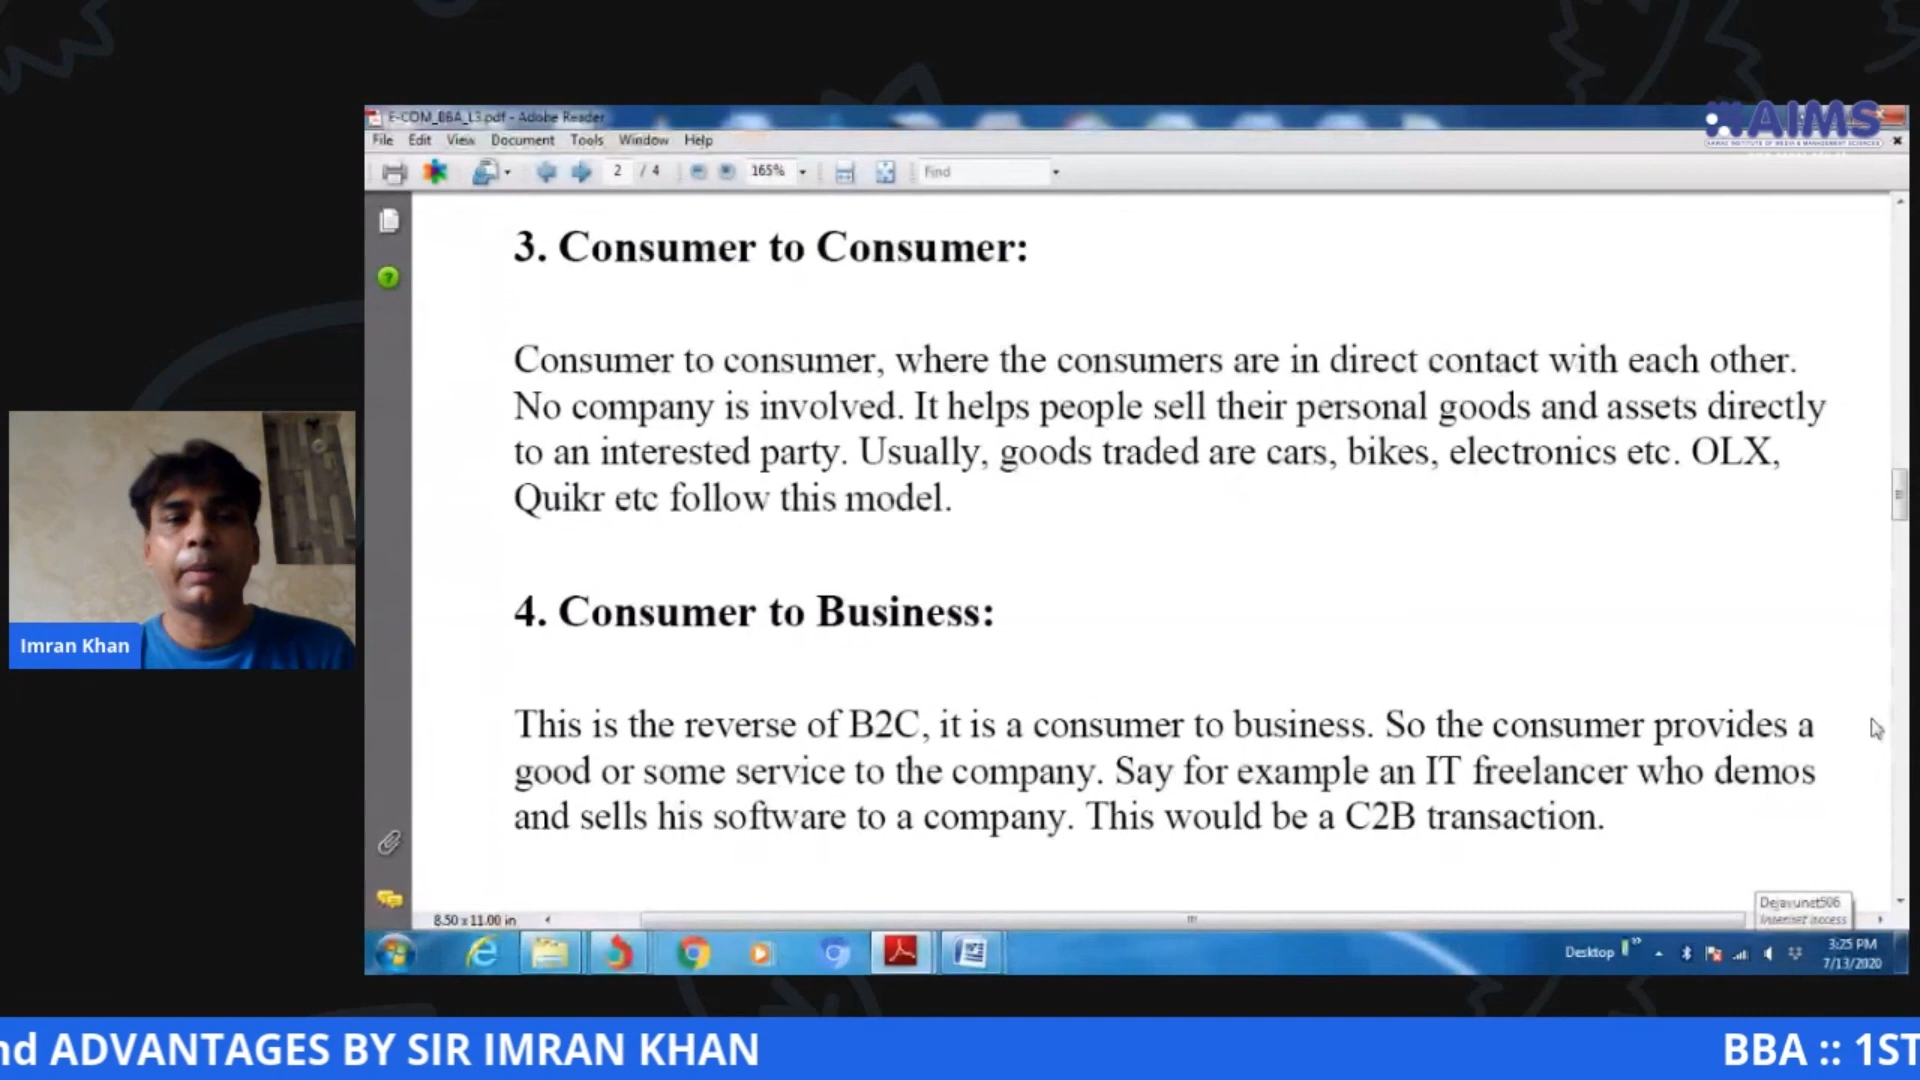 E-COM_BBA_L3.pdf - Adobe Reader
AIMS
File Edit View Document Tools Window Help
2 / 4 165% Find
3. Consumer to Consumer:
Consumer to consumer, where the consumers are in direct contact with each other.
No company is involved. It helps people sell their personal goods and assets directly
to an interested party. Usually, goods traded are cars, bikes, electronics etc. OLX,
Quikr etc follow this model.
4. Consumer to Business:
This is the reverse of B2C, it is a consumer to business. So the consumer provides a
good or some service to the company. Say for example an IT freelancer who demos
and sells his software to a company. This would be a C2B transaction.
Imran Khan
Dejavunet506
Internet access
8.50 x 11.00 in
Desktop
3:25 PM
7/13/2020
nd ADVANTAGES BY SIR IMRAN KHAN
BBA :: 1ST